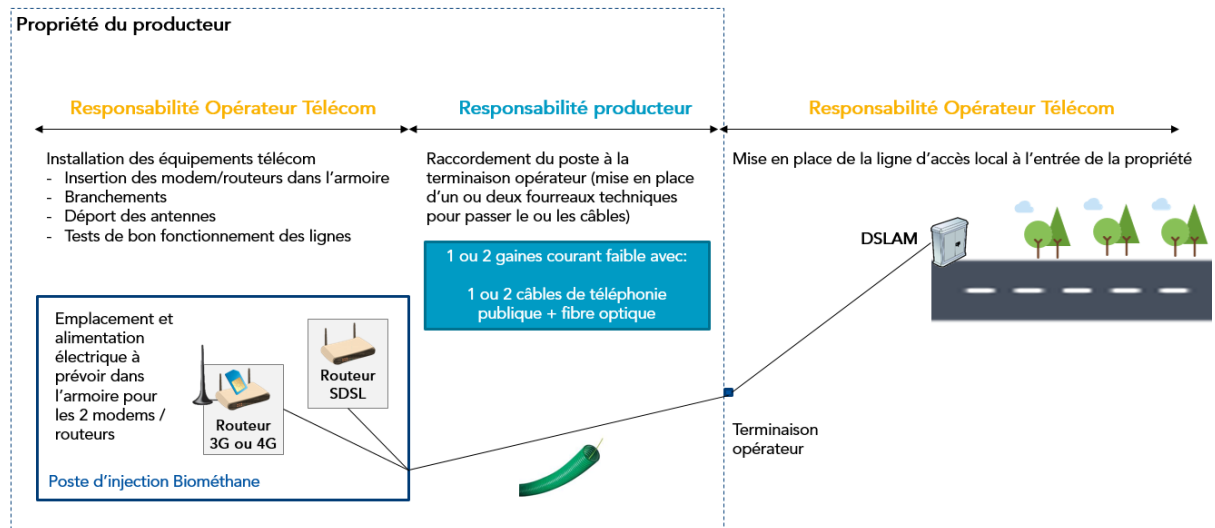 Propriété du producteur
Responsabilité Opérateur Télécom
Installation des équipements télécom
- Insertion des modem/routeurs dans l'armoire
- Branchements
- Déport des antennes
- Tests de bon fonctionnement des lignes
Responsabilité producteur
Raccordement du poste à la
terminaison opérateur (mise en place
d'un ou deux fourreaux techniques
pour passer le ou les câbles)
1 ou 2 gaines courant faible avec:
1 ou 2 câbles de téléphonie
publique + fibre optique
Responsabilité Opérateur Télécom
Mise en place de la ligne d'accès local à l'entrée de la propriété
DSLAM
Emplacement et
alimentation
électrique à
prévoir dans
l'armoire pour
les 2 modems /
routeurs
Routeur
3G ou 4G
Routeur
SDSL
Poste d'injection Biométhane
Terminaison
opérateur